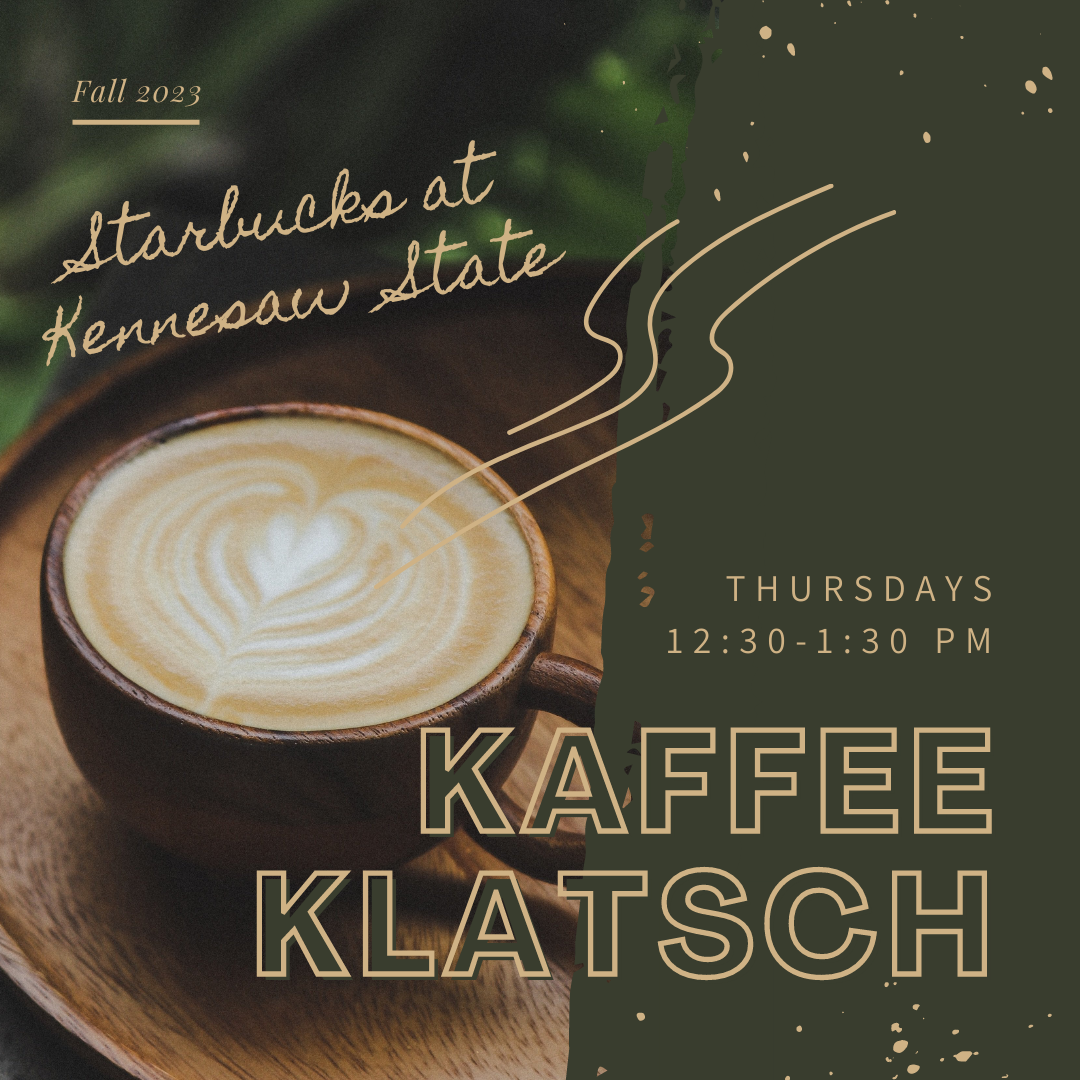 Fall 2023
Starbucks at
Kennesaw State
THURSDAYS
12:30-1:30 PM
KAFFEE
KLATSCH